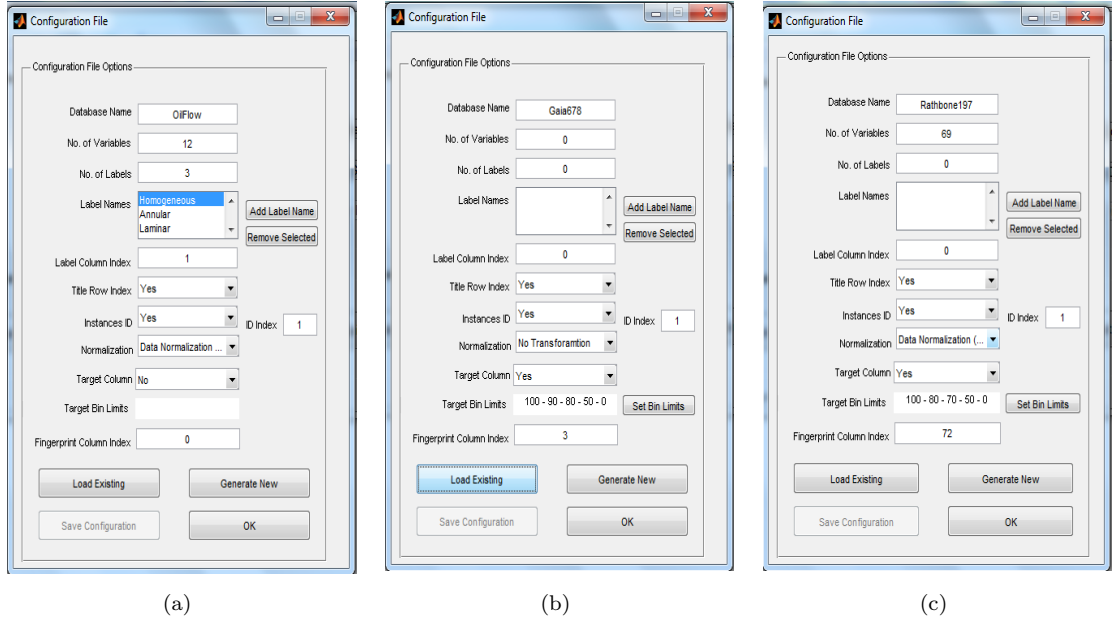 Configuration File
Configuration File Options
Database Name OilFlow
No. of Variables 12
No. of Labels 3
Label Names Homogeneous
Annular
Laminar
Add Label Name
Remove Selected
Label Column Index 1
Title Row Index Yes
Instances ID Yes ID Index 1
Normalization Data Normalization ...
Target Column No
Target Bin Limits
Fingerprint Column Index 0
Load Existing Generate New
Save Configuration OK
(a)
Configuration File
Configuration File Options
Database Name Gaia678
No. of Variables 0
No. of Labels 0
Label Names
Add Label Name
Remove Selected
Label Column Index 0
Title Row Index Yes
Instances ID Yes ID Index 1
Normalization No Transforamtion
Target Column Yes
Target Bin Limits 100 - 90 - 80 - 50 - 0 Set Bin Limits
Fingerprint Column Index 3
Load Existing Generate New
Save Configuration OK
(b)
Configuration File
Configuration File Options
Database Name Rathbone197
No. of Variables 69
No. of Labels 0
Label Names
Add Label Name
Remove Selected
Label Column Index 0
Title Row Index Yes
Instances ID Yes ID Index 1
Normalization Data Normalization (...
Target Column Yes
Target Bin Limits 100 - 80 - 70 - 50 - 0 Set Bin Limits
Fingerprint Column Index 72
Load Existing Generate New
Save Configuration OK
(c)